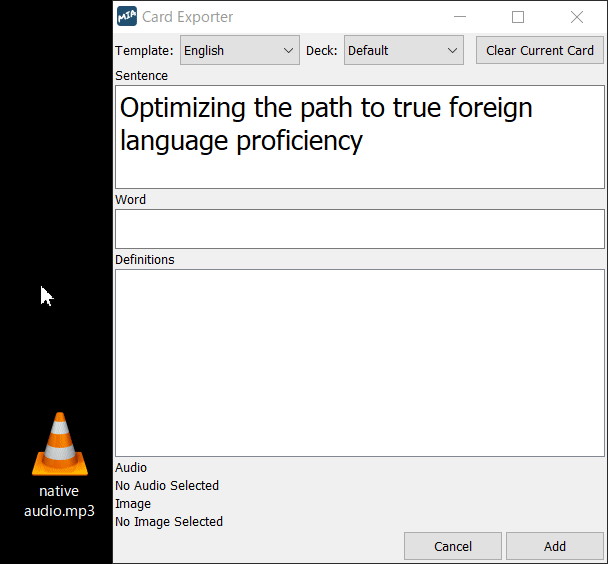 MIA Card Exporter
Template: English Deck: Default Clear Current Card
Sentence
Optimizing the path to true foreign
language proficiency
Word
Definitions
Audio
No Audio Selected
Image
No Image Selected
Cancel Add
native
audio.mp3